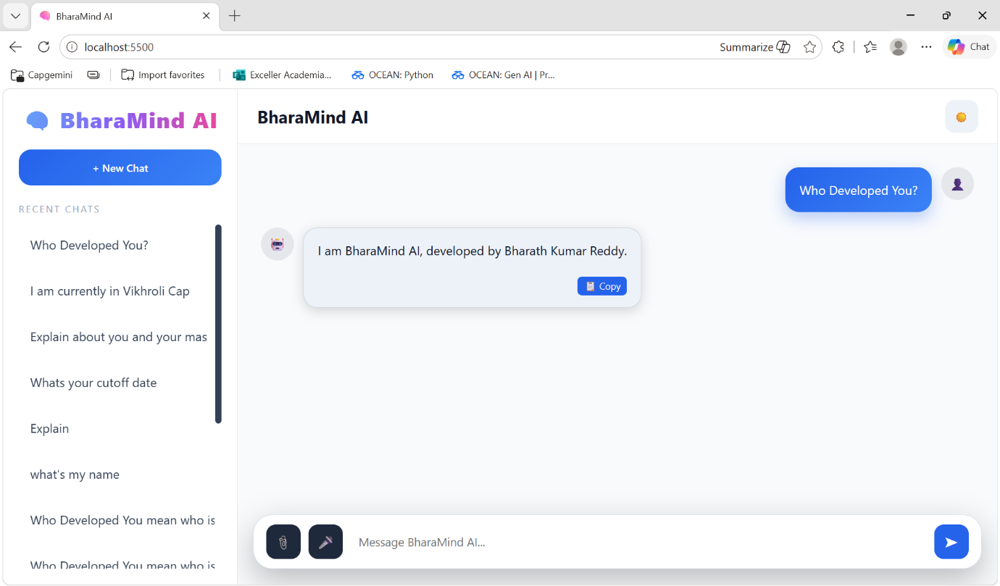 BharaMind AI
localhost:5500
Summarize
Chat
Capgemini
Import favorites
Exceller Academia...
OCEAN: Python
OCEAN: Gen AI | Pr...
BharaMind AI
+ New Chat
RECENT CHATS
Who Developed You?
I am currently in Vikhroli Cap
Explain about you and your mas
Whats your cutoff date
Explain
what's my name
Who Developed You mean who is
Who Developed You mean who is
BharaMind AI
Who Developed You?
I am BharaMind AI, developed by Bharath Kumar Reddy.
Copy
Message BharaMind AI...